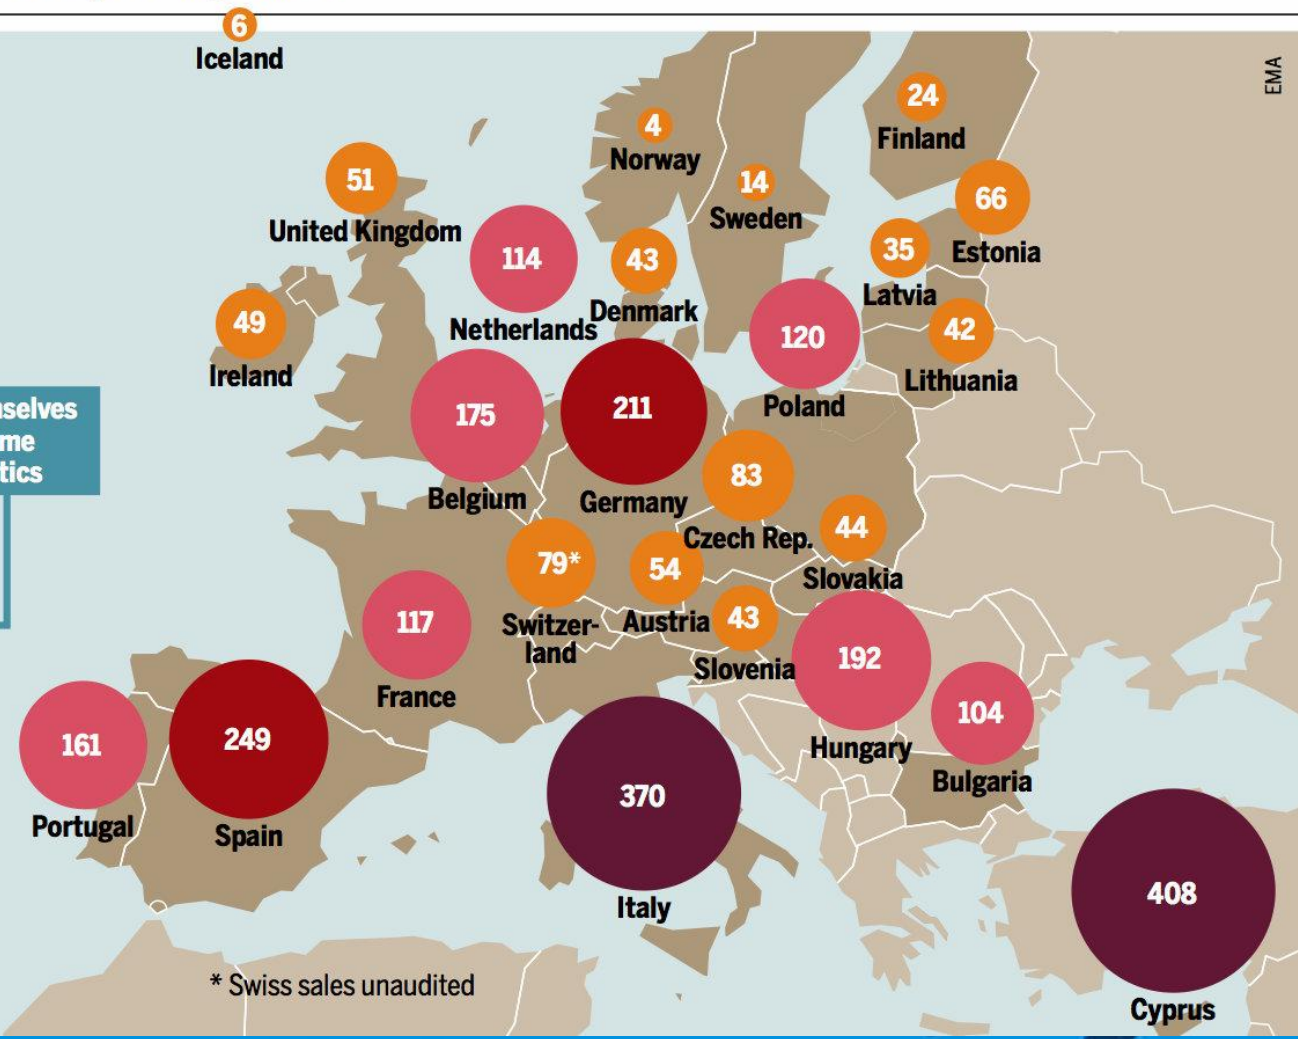 6
Iceland
EMA
24
Finland
4
Norway
14
Sweden
51
United Kingdom
66
Estonia
114
Netherlands
43
Denmark
35
Latvia
49
Ireland
120
Poland
42
Lithuania
selves
me
tics
175
Belgium
211
Germany
83
Czech Rep.
44
Slovakia
79*
Switzer-
land
54
Austria
43
Slovenia
117
France
192
Hungary
104
Bulgaria
161
Portugal
249
Spain
370
Italy
408
Cyprus
* Swiss sales unaudited